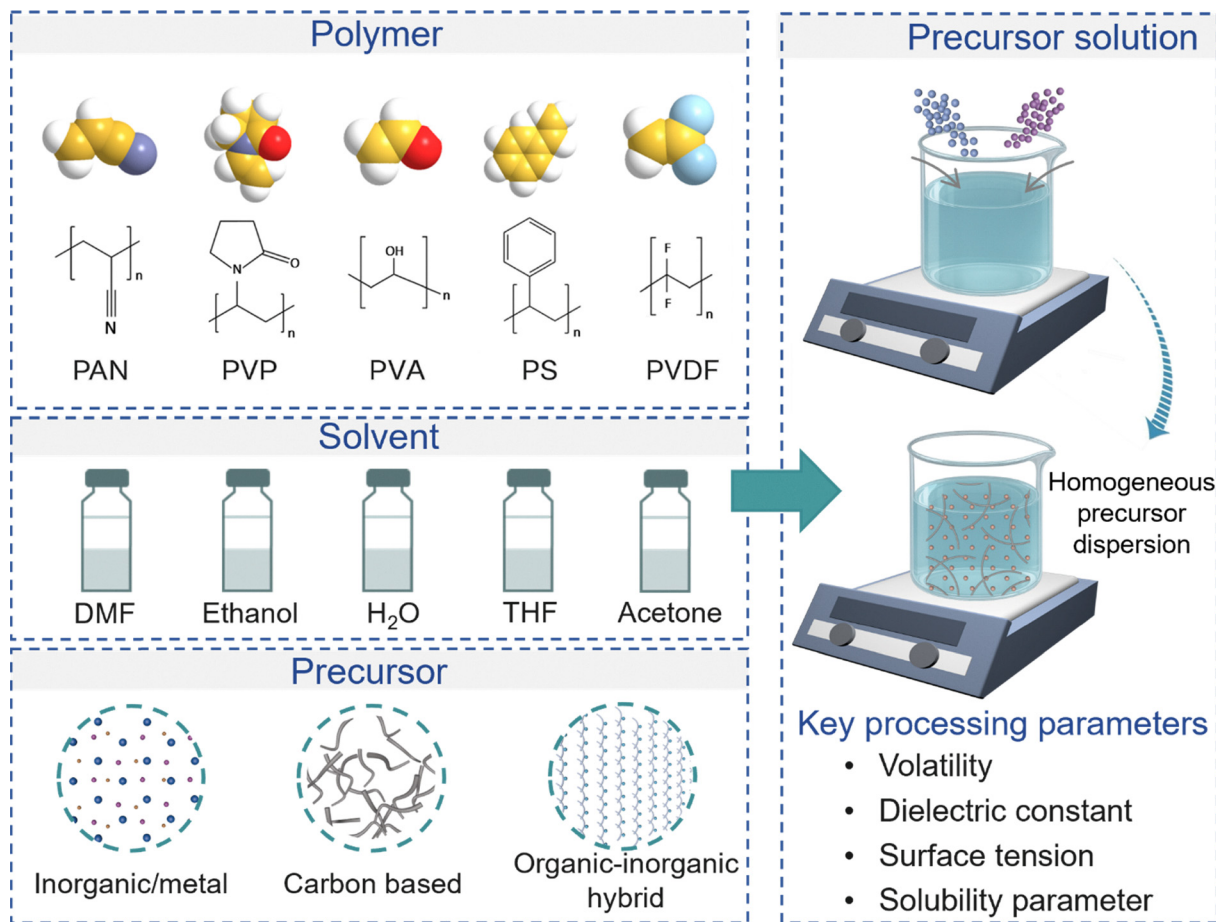 Polymer
N
n
N
O
n
OH
n
n
F
F
n
PAN
PVP
PVA
PS
PVDF
Solvent
DMF
Ethanol
H₂O
THF
Acetone
Precursor
Inorganic/metal
Carbon based
Organic-inorganic
hybrid
Precursor solution
Homogeneous
precursor
dispersion
Key processing parameters
• Volatility
• Dielectric constant
• Surface tension
• Solubility parameter